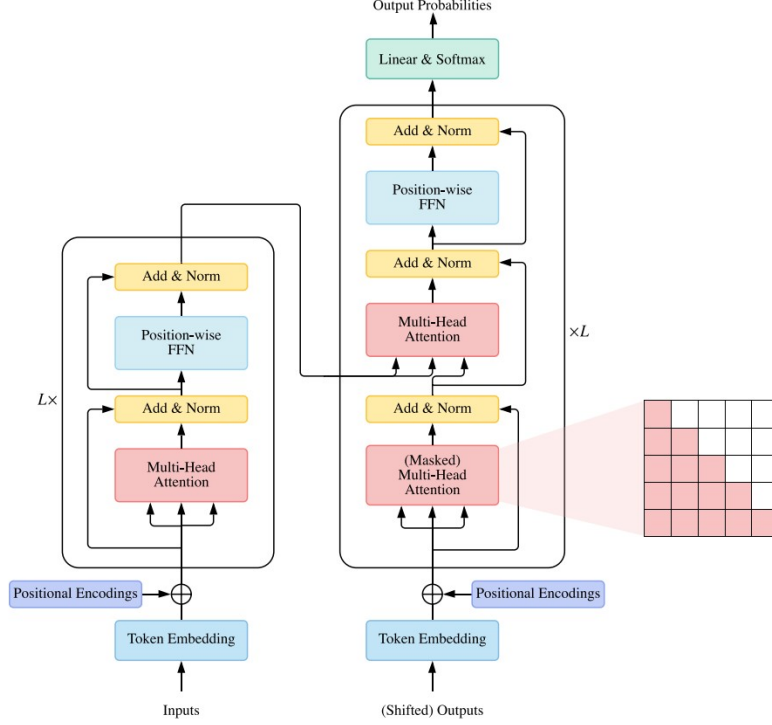 Output Probabilities
Linear & Softmax
Add & Norm
Position-wise
FFN
Add & Norm
Multi-Head
Attention
×L
Add & Norm
(Masked)
Multi-Head
Attention
Positional Encodings
Token Embedding
(Shifted) Outputs
Add & Norm
Position-wise
FFN
L×
Add & Norm
Multi-Head
Attention
Positional Encodings
Token Embedding
Inputs